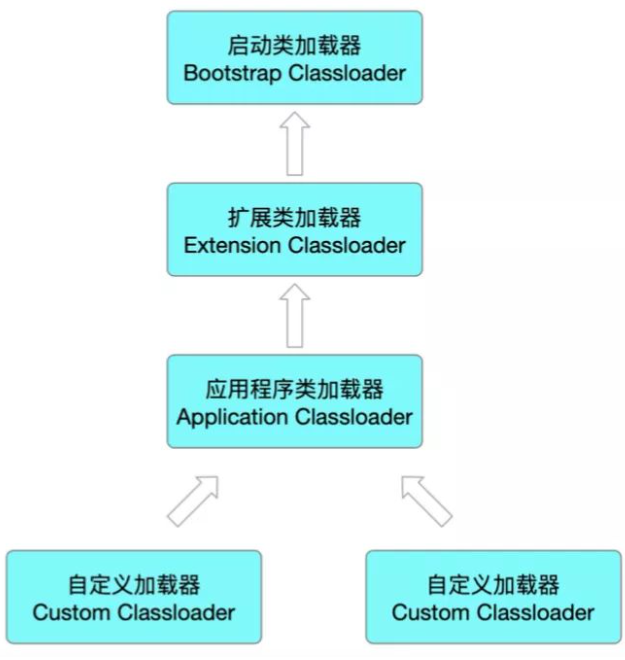 启动类加载器
Bootstrap Classloader
扩展类加载器
Extension Classloader
应用程序类加载器
Application Classloader
自定义加载器
Custom Classloader
自定义加载器
Custom Classloader